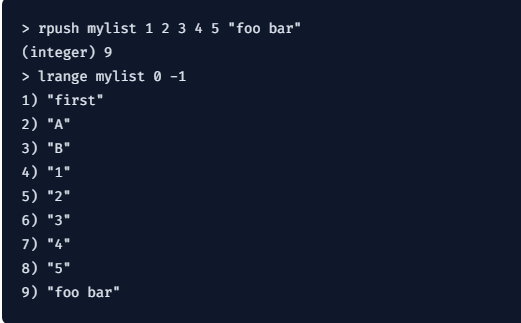 > rpush mylist 1 2 3 4 5 "foo bar"
(integer) 9
> lrange mylist 0 -1
1) "first"
2) "A"
3) "B"
4) "1"
5) "2"
6) "3"
7) "4"
8) "5"
9) "foo bar"